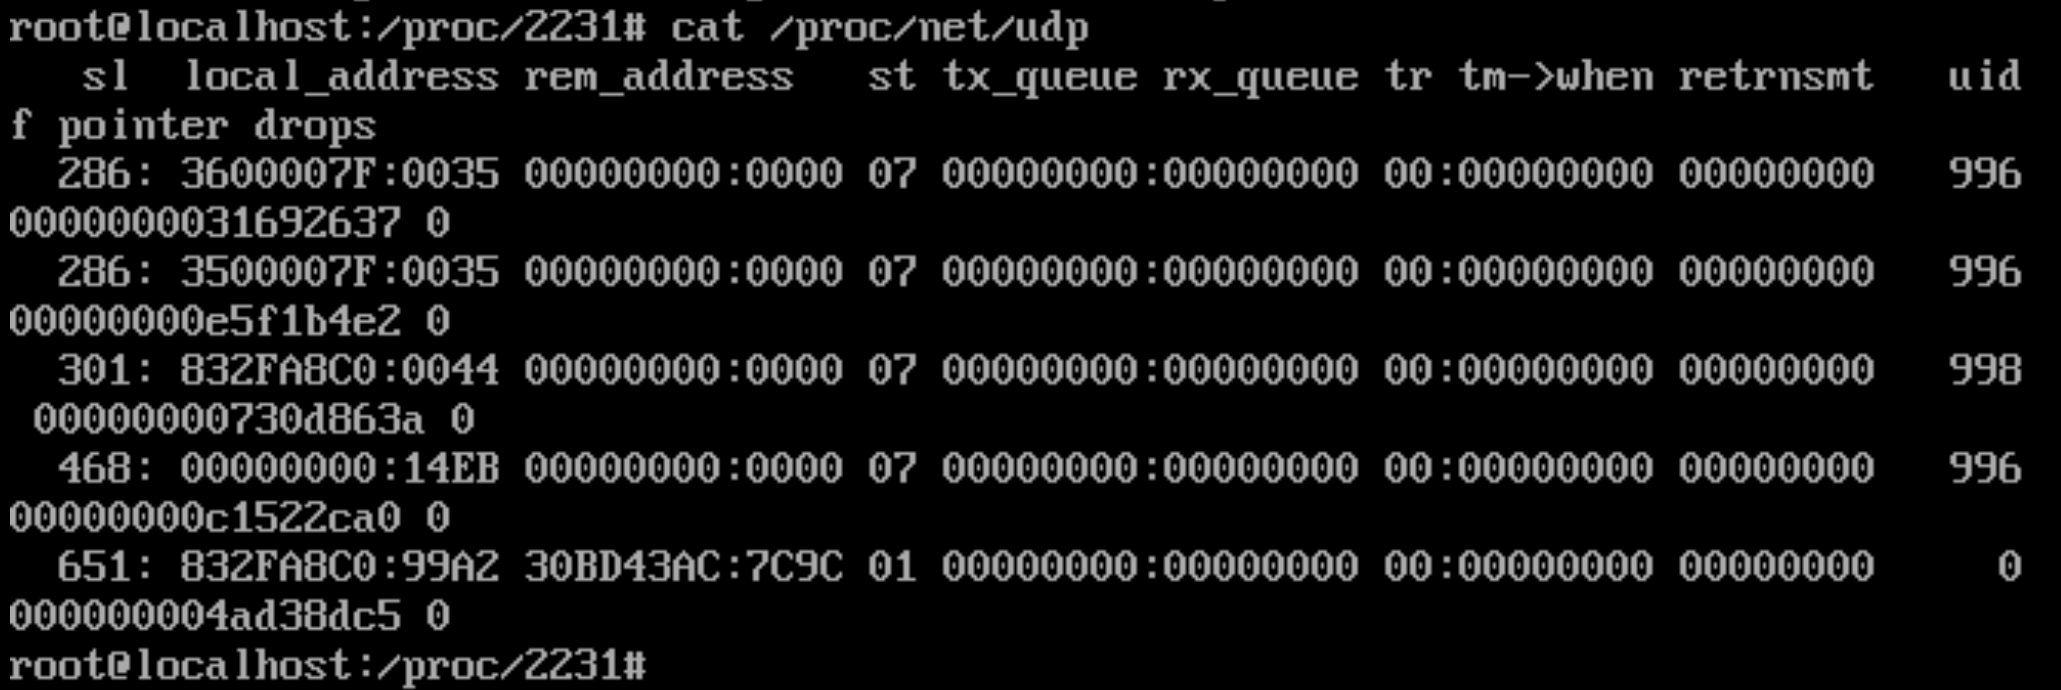 root@localhost:/proc/2231# cat /proc/net/udp
   sl  local_address rem_address   st tx_queue rx_queue tr tm->when retrnsmt   uid
f pointer drops
  286: 3600007F:0035 00000000:0000 07 00000000:00000000 00:00000000 00000000   996
0000000031692637 0
  286: 3500007F:0035 00000000:0000 07 00000000:00000000 00:00000000 00000000   996
00000000e5f1b4e2 0
  301: 832FA8C0:0044 00000000:0000 07 00000000:00000000 00:00000000 00000000   998
 00000000730d863a 0
  468: 00000000:14EB 00000000:0000 07 00000000:00000000 00:00000000 00000000   996
00000000c1522ca0 0
  651: 832FA8C0:99A2 30BD43AC:7C9C 01 00000000:00000000 00:00000000 00000000     0
000000004ad38dc5 0
root@localhost:/proc/2231#